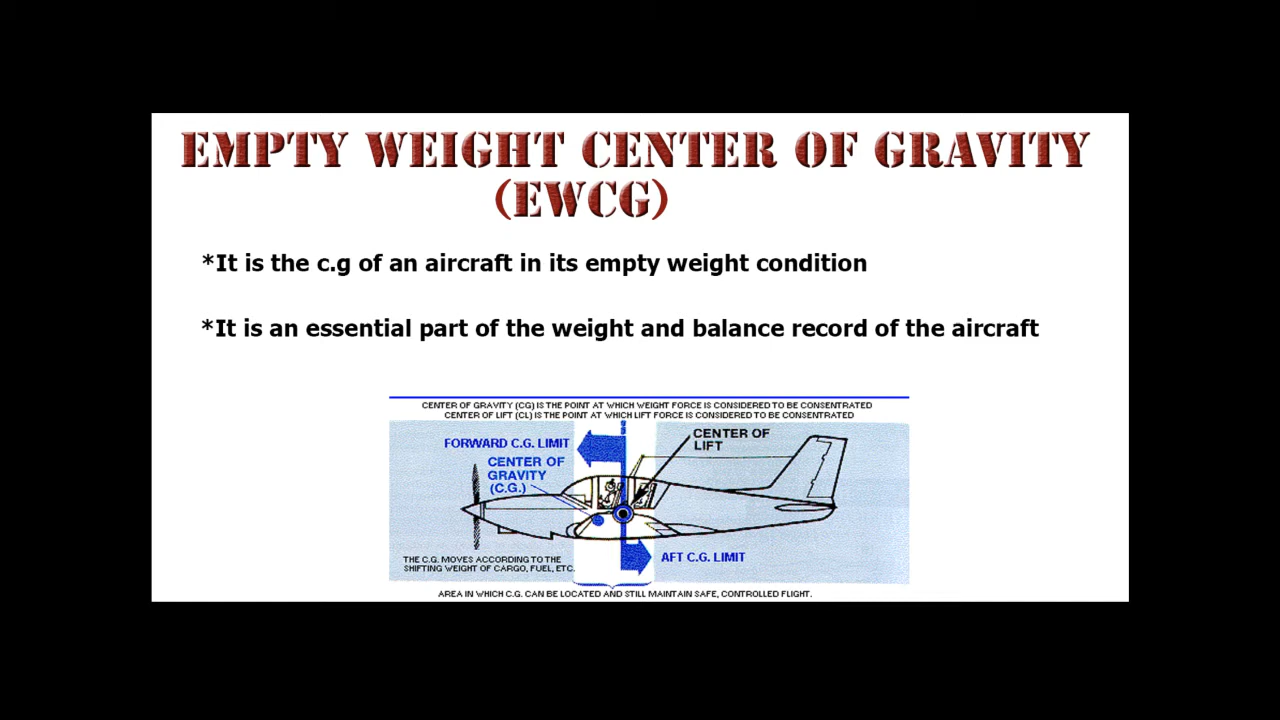 EMPTY WEIGHT CENTER OF GRAVITY
(EWCG)
*It is the c.g of an aircraft in its empty weight condition
*It is an essential part of the weight and balance record of the aircraft
CENTER OF GRAVITY (CG) IS THE POINT AT WHICH WEIGHT FORCE IS CONSIDERED TO BE CONSENTRATED
CENTER OF LIFT (CL) IS THE POINT AT WHICH LIFT FORCE IS CONSIDERED TO BE CONSENTRATED
FORWARD C.G. LIMIT
CENTER OF
LIFT
CENTER OF
GRAVITY
(C.G.)
THE C.G. MOVES ACCORDING TO THE
SHIFTING WEIGHT OF CARGO, FUEL, ETC.
AFT C.G. LIMIT
AREA IN WHICH C.G. CAN BE LOCATED AND STILL MAINTAIN SAFE, CONTROLLED FLIGHT.